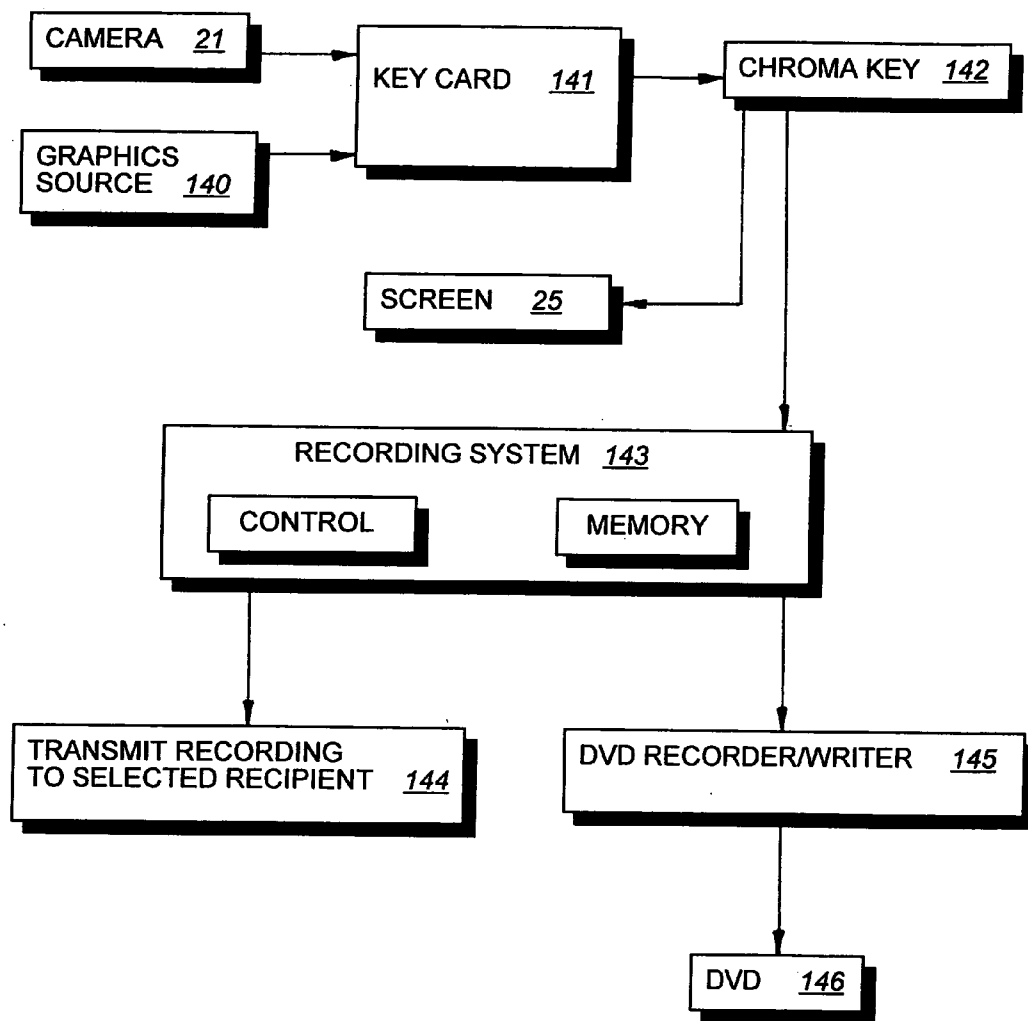 CAMERA 21
KEY CARD 141
CHROMA KEY 142
GRAPHICS
SOURCE 140
SCREEN 25
RECORDING SYSTEM 143
CONTROL
MEMORY
TRANSMIT RECORDING
TO SELECTED RECIPIENT 144
DVD RECORDER/WRITER 145
DVD 146